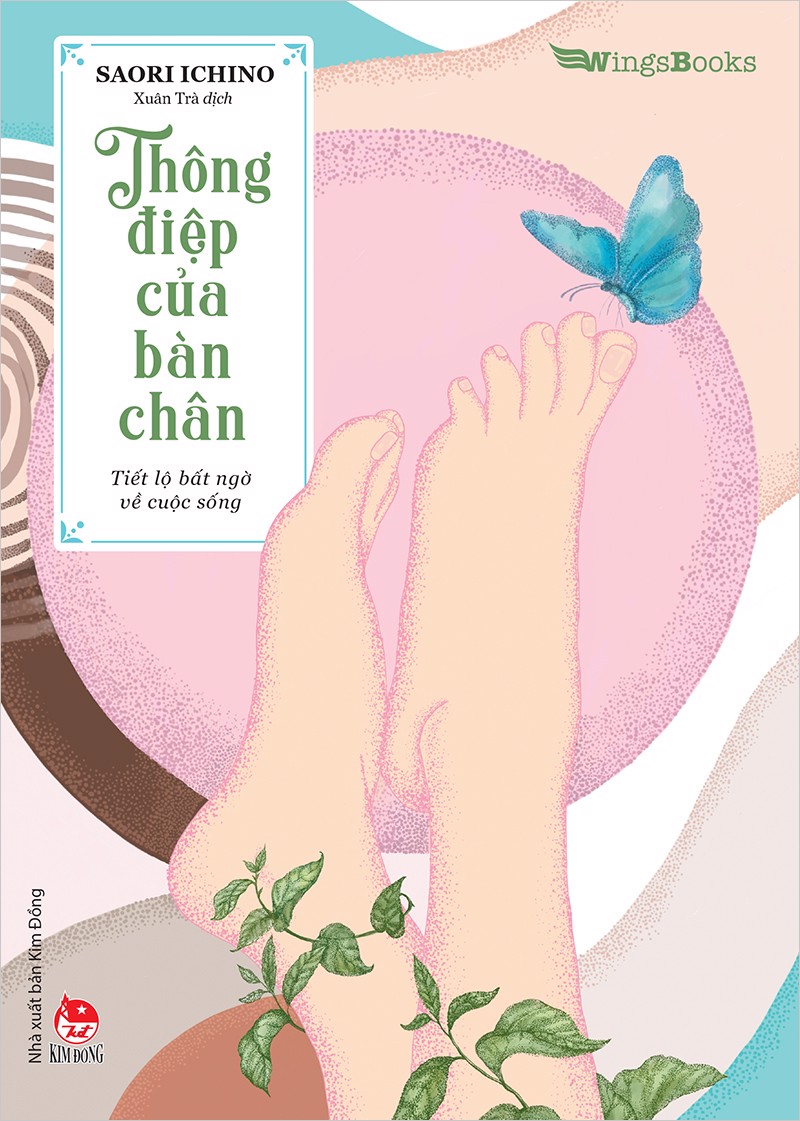 SAORI ICHINO
Xuân Trà dịch
Thông
điệp
của
bàn
chân
Tiết lộ bất ngờ
về cuộc sống
WingsBooks
Nhà xuất bản Kim Đồng
KIM ĐỒNG